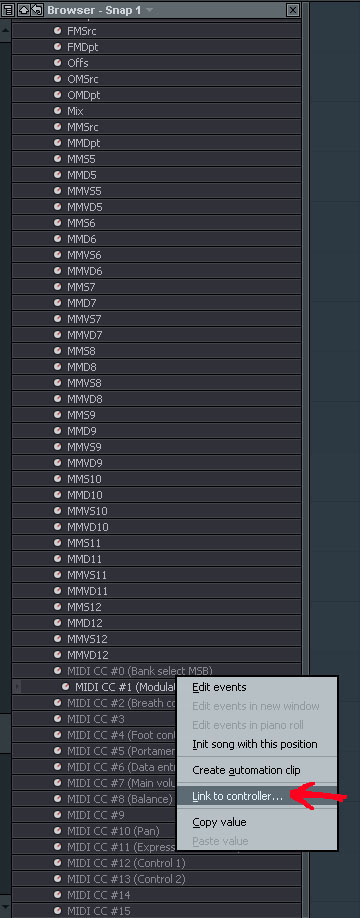 Browser - Snap 1
FMSrc
FMDpt
Offs
OMSrc
OMDpt
Mix
MMSrc
MMDpt
MMS5
MMD5
MMVS5
MMVD5
MMS6
MMD6
MMVS6
MMVD6
MMS7
MMD7
MMVS7
MMVD7
MMS8
MMD8
MMVS8
MMVD8
MMS9
MMD9
MMVS9
MMVD9
MMS10
MMD10
MMVS10
MMVD10
MMS11
MMD11
MMVS11
MMVD11
MMS12
MMD12
MMVS12
MMVD12
MIDI CC #0 (Bank select MSB)
MIDI CC #1 (Modulat
MIDI CC #2 (Breath co
MIDI CC #3
MIDI CC #4 (Foot cont
MIDI CC #5 (Portamen
MIDI CC #6 (Data entr
MIDI CC #7 (Main volu
MIDI CC #8 (Balance)
MIDI CC #9
MIDI CC #10 (Pan)
MIDI CC #11 (Express
MIDI CC #12 (Control 1)
MIDI CC #13 (Control 2)
MIDI CC #14
MIDI CC #15
Edit events
Edit events in new window
Edit events in piano roll
Init song with this position
Create automation clip
Link to controller...
Copy value
Paste value